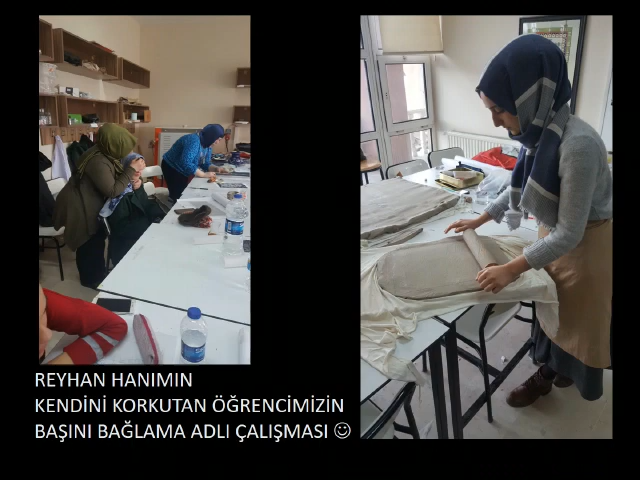 REYHAN HANIMIN
KENDİNİ KORKUTAN ÖĞRENCİMİZİN
BAŞINI BAĞLAMA ADLI ÇALIŞMASI ☺